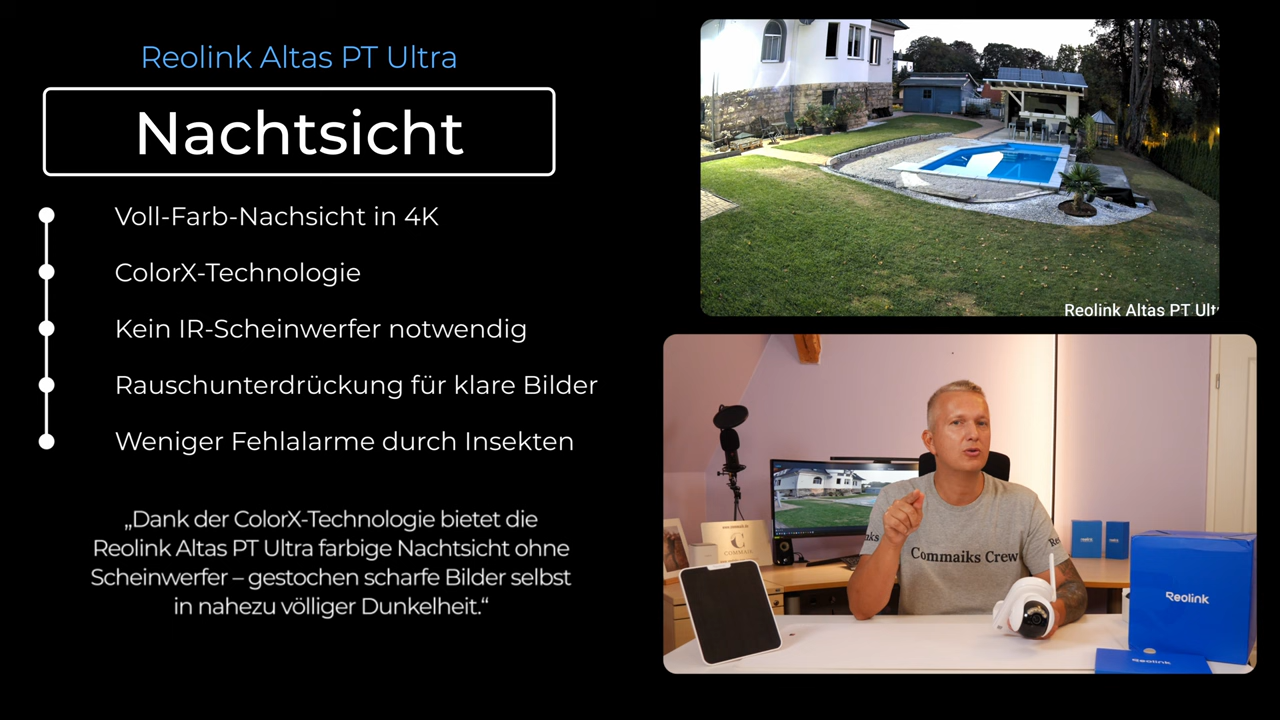 Reolink Altas PT Ultra
Nachtsicht
Voll-Farb-Nachsicht in 4K
ColorX-Technologie
Kein IR-Scheinwerfer notwendig
Rauschunterdrückung für klare Bilder
Weniger Fehlalarme durch Insekten
„Dank der ColorX-Technologie bietet die
Reolink Altas PT Ultra farbige Nachtsicht ohne
Scheinwerfer – gestochen scharfe Bilder selbst
in nahezu völliger Dunkelheit.“
Reolink Altas PT Ult
Commaiks Crew
Reolink
Reolink